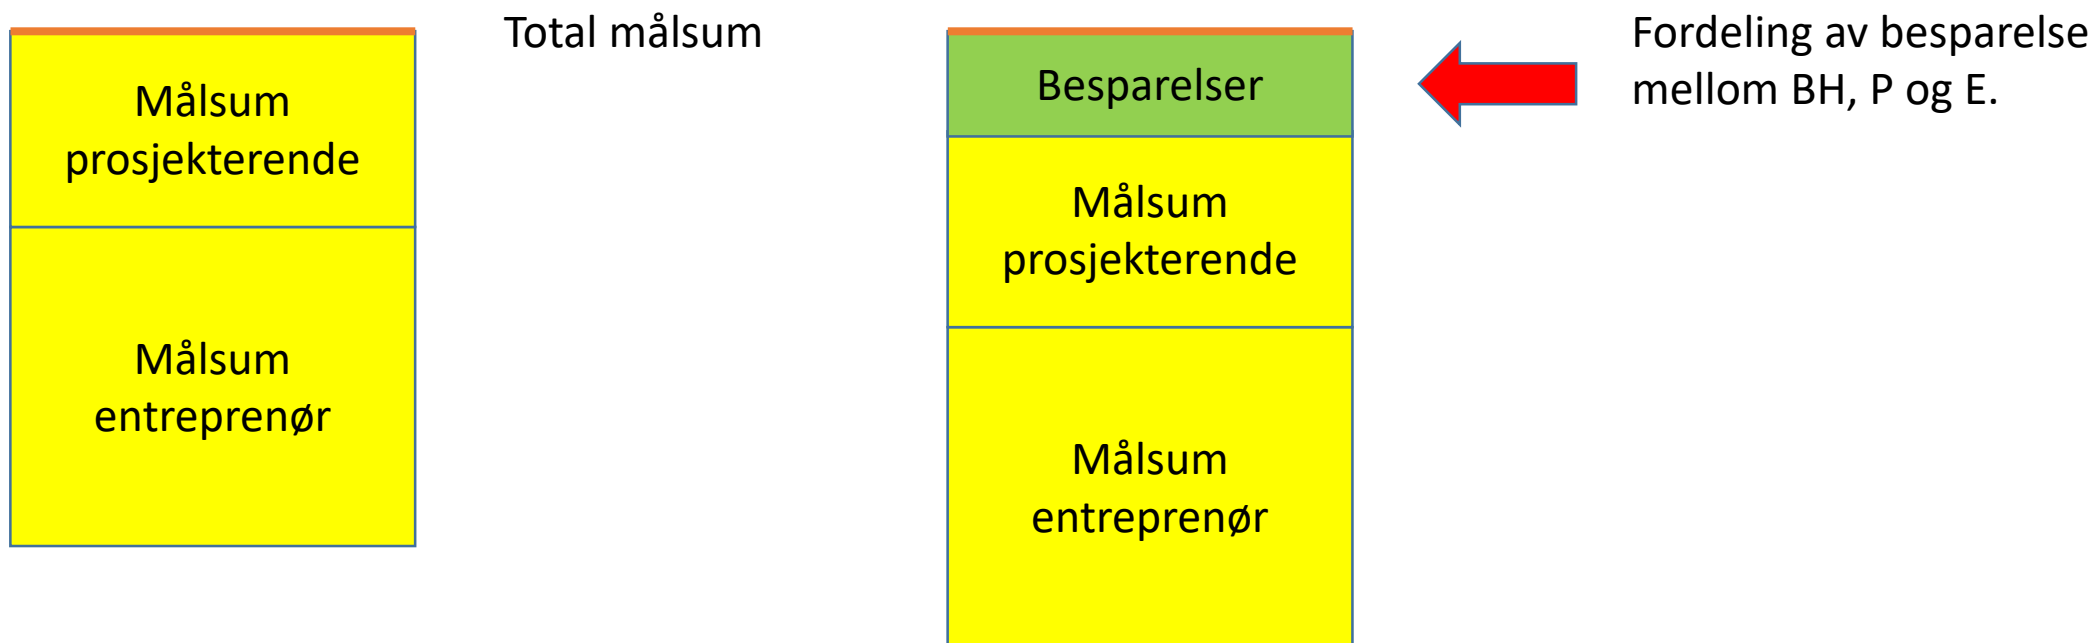 Målsum
prosjekterende
Målsum
entreprenør
Total målsum
Besparelser
Målsum
prosjekterende
Målsum
entreprenør
Fordeling av besparelse
mellom BH, P og E.